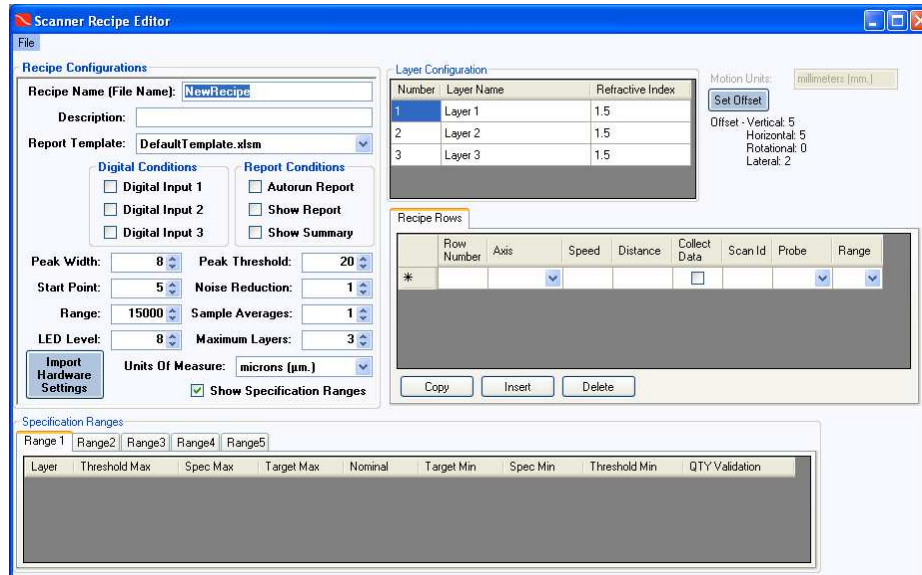 Scanner Recipe Editor
File
Recipe Configurations
Recipe Name (File Name): NewRecipe
Description:
Report Template: DefaultTemplate.xlsm
Digital Conditions
Digital Input 1
Digital Input 2
Digital Input 3
Report Conditions
Autorun Report
Show Report
Show Summary
Peak Width: 8 Peak Threshold: 20
Start Point: 5 Noise Reduction: 1
Range: 15000 Sample Averages: 1
LED Level: 8 Maximum Layers: 3
Import
Hardware
Settings
Units Of Measure: microns (µm.)
Show Specification Ranges
Layer Configuration
Number Layer Name Refractive Index
1 Layer 1 1.5
2 Layer 2 1.5
3 Layer 3 1.5
Motion Units: millimeters (mm.)
Set Offset
Offset - Vertical: 5
Horizontal: 5
Rotational: 0
Lateral: 2
Recipe Rows
Row Number Axis Speed Distance Collect Data Scan Id Probe Range
Copy Insert Delete
Specification Ranges
Range 1 Range2 Range3 Range4 Range5
Layer Threshold Max Spec Max Target Max Nominal Target Min Spec Min Threshold Min QTY Validation